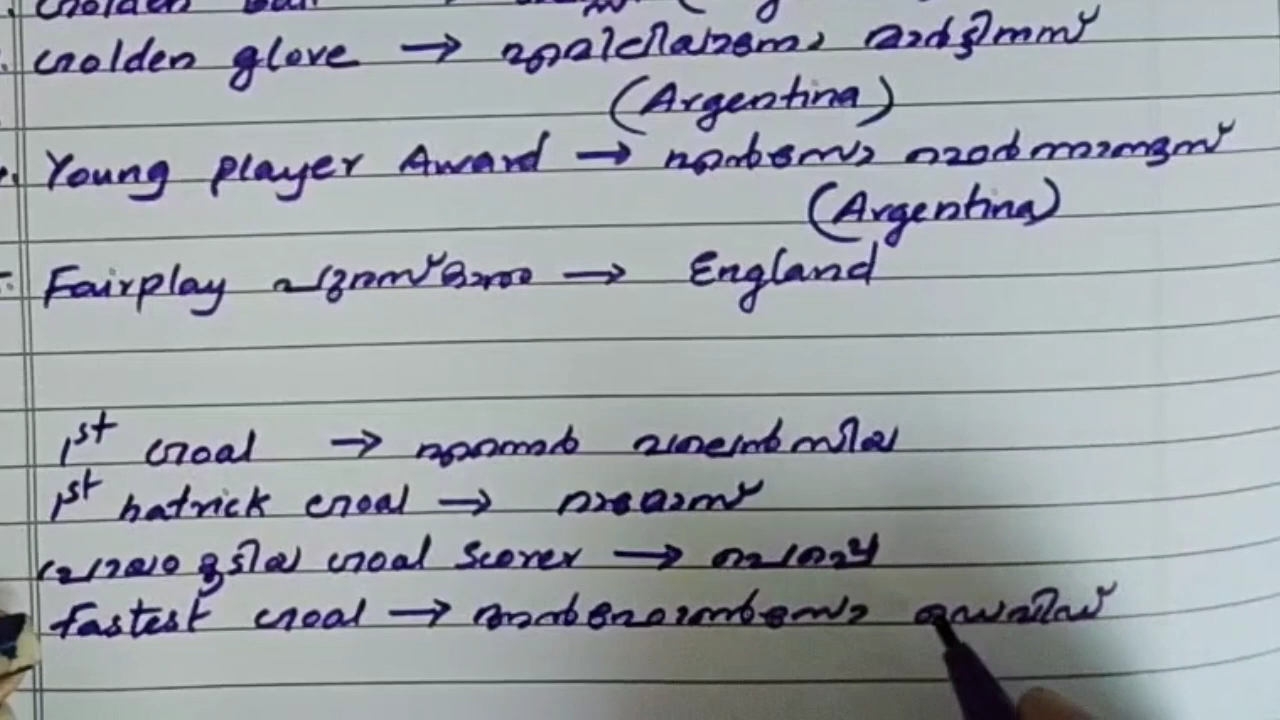 Golden glove → എമിലിയാനോ മാർട്ടിനസ്
(Argentina)
Young player Award → എൻസോ ഫെർണാണ്ടസ്
(Argentina)
Fairplay പുരസ്കാരം → England
1st Goal → എന്നർ വലൻസിയ
1st hatrick Goal → റാമോസ്
പ്രായം കൂടിയ Goal scorer → പെപ്പെ
fastest Goal → അൽഫോൻസോ ഡേവിസ്